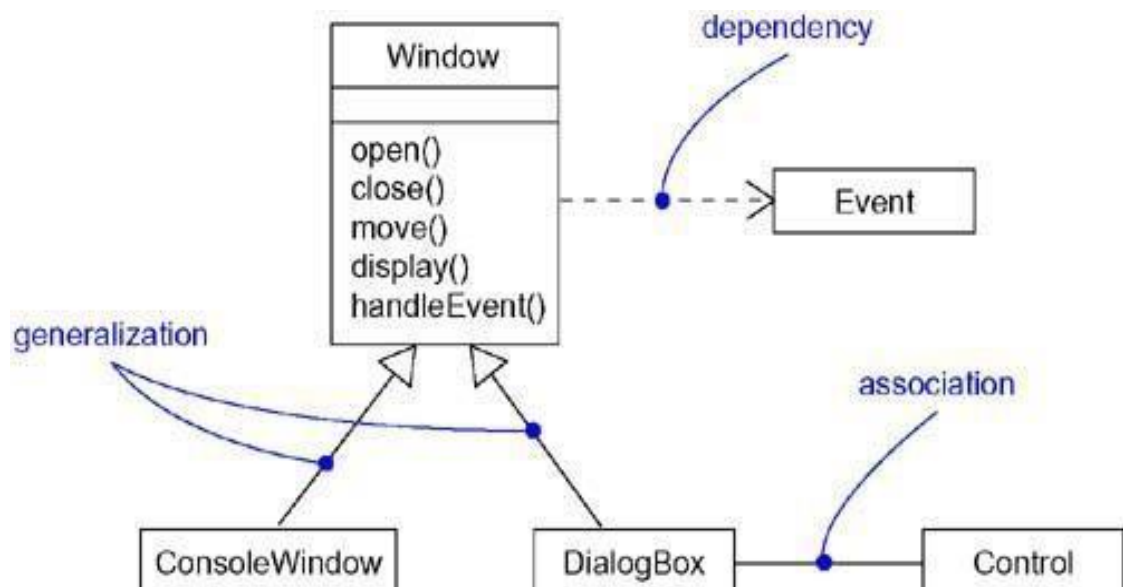 dependency
Window
open()
close()
move()
display()
handleEvent()
Event
generalization
association
ConsoleWindow
DialogBox
Control